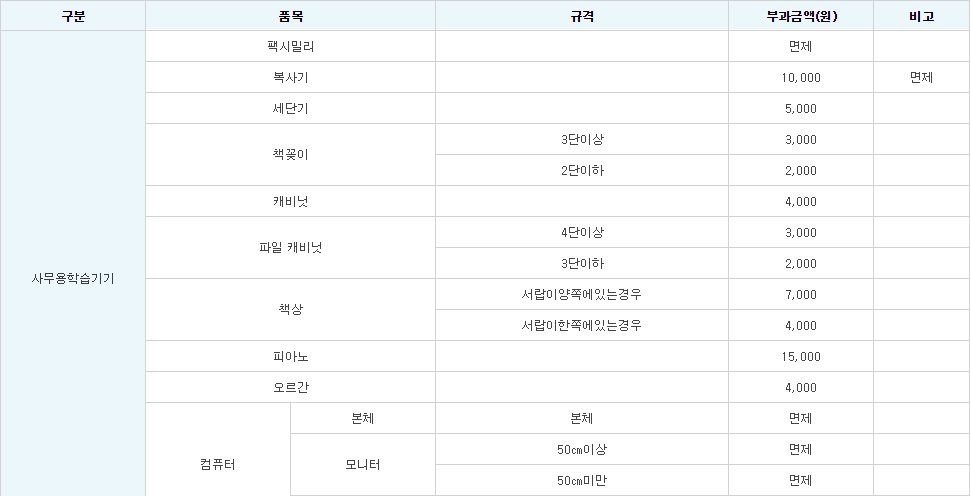 구분 품목 규격 부과금액(원) 비고
팩시밀리 면제
복사기 10,000 면제
세단기 5,000
책꽂이 3단이상 3,000
2단이하 2,000
캐비넛 4,000
파일 캐비넛 4단이상 3,000
3단이하 2,000
사무용학습기기
책상 서랍이양쪽에있는경우 7,000
서랍이한쪽에있는경우 4,000
피아노 15,000
오르간 4,000
컴퓨터 본체 본체 면제
모니터 50㎝이상 면제
50㎝미만 면제